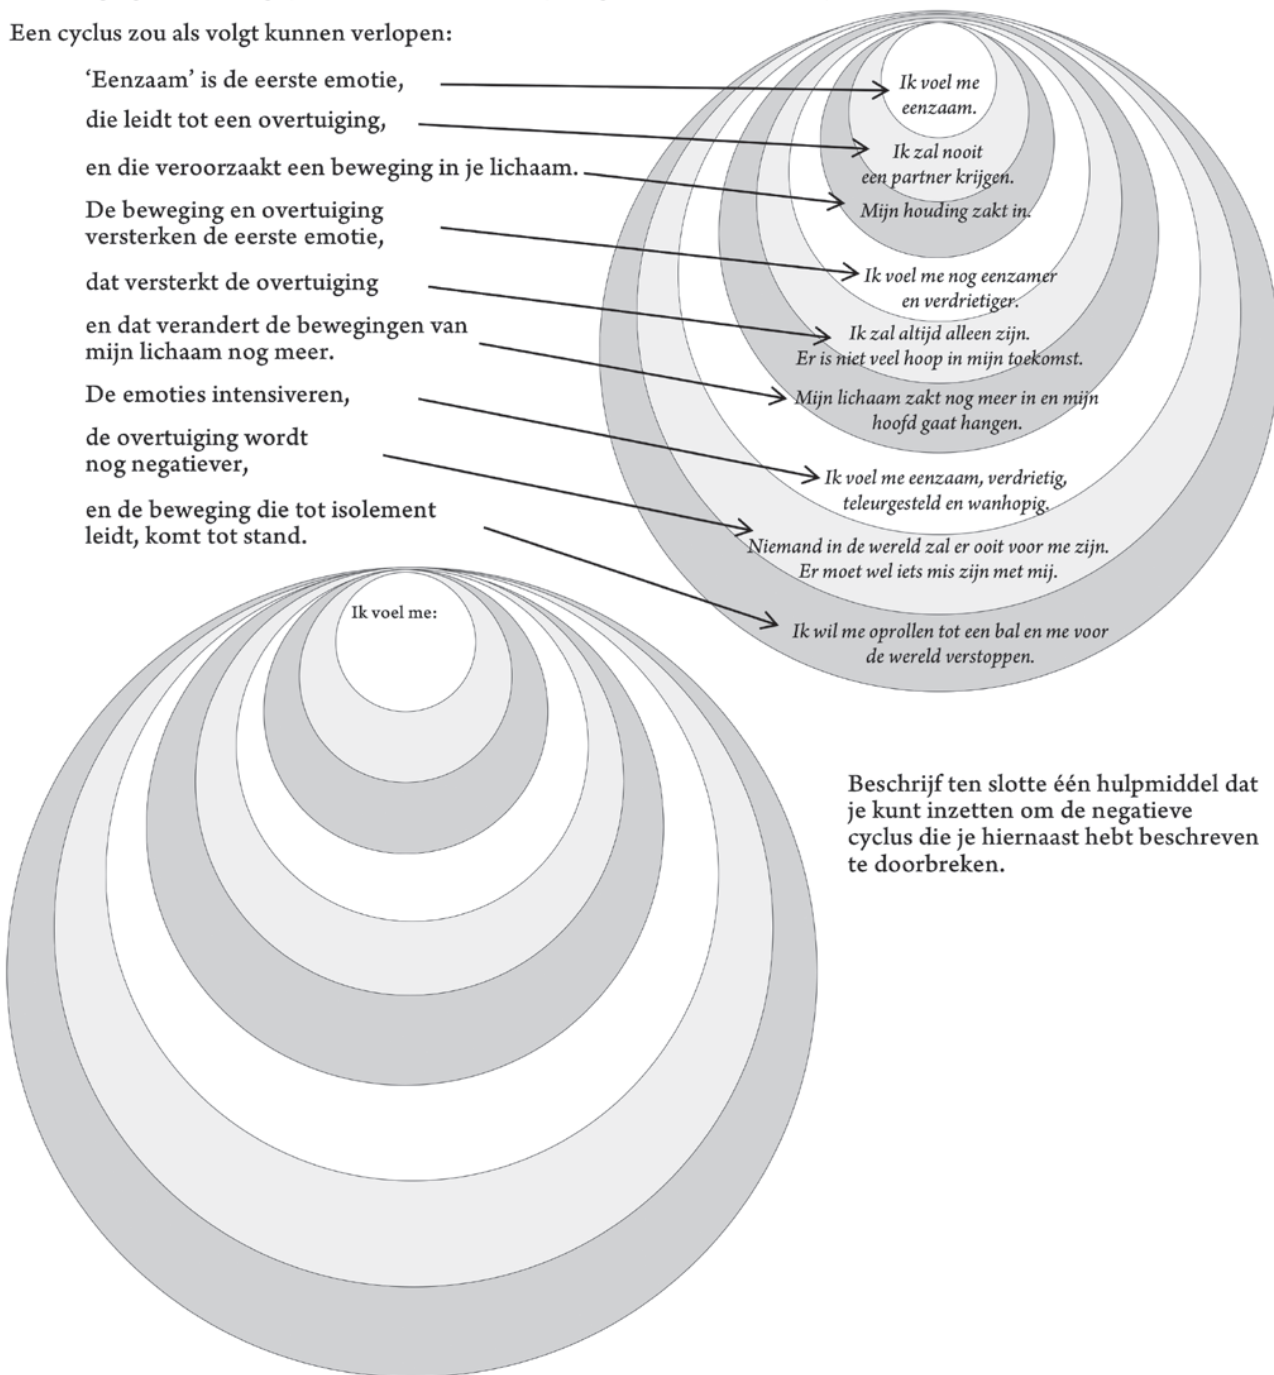 Een cyclus zou als volgt kunnen verlopen:
‘Eenzaam’ is de eerste emotie,
die leidt tot een overtuiging,
en die veroorzaakt een beweging in je lichaam.
De beweging en overtuiging
versterken de eerste emotie,
dat versterkt de overtuiging
en dat verandert de bewegingen van
mijn lichaam nog meer.
De emoties intensiveren,
de overtuiging wordt
nog negatiever,
en de beweging die tot isolement
leidt, komt tot stand.
Ik voel me
eenzaam.
Ik zal nooit
een partner krijgen.
Mijn houding zakt in.
Ik voel me nog eenzamer
en verdrietiger.
Ik zal altijd alleen zijn.
Er is niet veel hoop in mijn toekomst.
Mijn lichaam zakt nog meer in en mijn
hoofd gaat hangen.
Ik voel me eenzaam, verdrietig,
teleurgesteld en wanhopig.
Niemand in de wereld zal er ooit voor me zijn.
Er moet wel iets mis zijn met mij.
Ik wil me oprollen tot een bal en me voor
de wereld verstoppen.
Ik voel me:
Beschrijf ten slotte één hulpmiddel dat
je kunt inzetten om de negatieve
cyclus die je hiernaast hebt beschreven
te doorbreken.